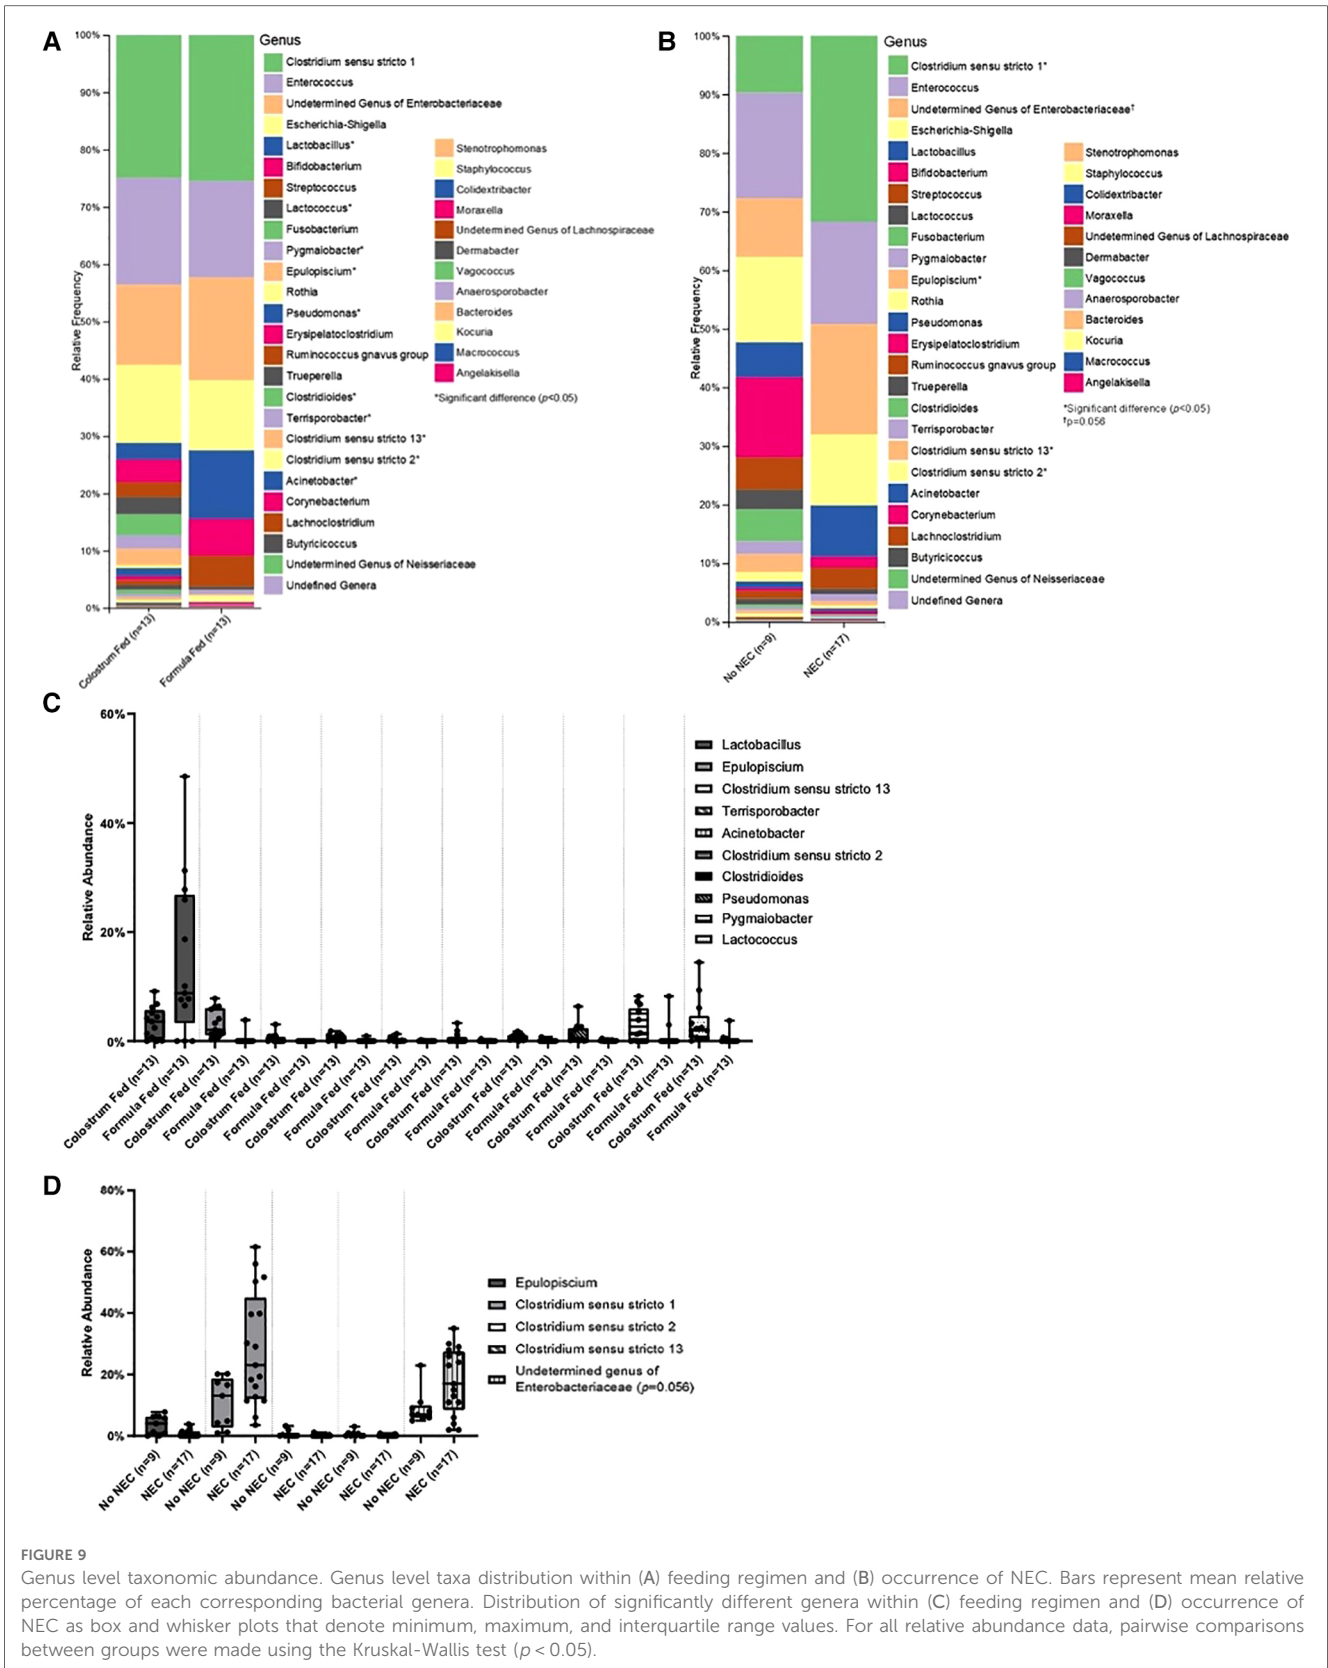 A
100%
90%
80%
70%
60%
50%
40%
30%
20%
10%
0%
Relative Frequency
Colostrum Fed (n=13)
Formula Fed (n=13)
Genus
Clostridium sensu stricto 1
Enterococcus
Undetermined Genus of Enterobacteriaceae
Escherichia-Shigella
Lactobacillus*
Bifidobacterium
Streptococcus
Lactococcus*
Fusobacterium
Pygmaiobacter*
Epulopiscium*
Rothia
Pseudomonas*
Erysipelatoclostridium
Ruminococcus gnavus group
Trueperella
Clostridioides*
Terrisporobacter*
Clostridium sensu stricto 13*
Clostridium sensu stricto 2*
Acinetobacter*
Corynebacterium
Lachnoclostridium
Butyricicoccus
Undetermined Genus of Neisseriaceae
Undefined Genera
Stenotrophomonas
Staphylococcus
Colidextribacter
Moraxella
Undetermined Genus of Lachnospiraceae
Dermabacter
Vagococcus
Anaerosporobacter
Bacteroides
Kocuria
Macrococcus
Angelakisella
*Significant difference (p<0.05)
B
100%
90%
80%
70%
60%
50%
40%
30%
20%
10%
0%
Relative Frequency
No NEC (n=9)
NEC (n=17)
Genus
Clostridium sensu stricto 1*
Enterococcus
Undetermined Genus of Enterobacteriaceae†
Escherichia-Shigella
Lactobacillus
Bifidobacterium
Streptococcus
Lactococcus
Fusobacterium
Pygmaiobacter
Epulopiscium*
Rothia
Pseudomonas
Erysipelatoclostridium
Ruminococcus gnavus group
Trueperella
Clostridioides
Terrisporobacter
Clostridium sensu stricto 13*
Clostridium sensu stricto 2*
Acinetobacter
Corynebacterium
Lachnoclostridium
Butyricicoccus
Undetermined Genus of Neisseriaceae
Undefined Genera
Stenotrophomonas
Staphylococcus
Colidextribacter
Moraxella
Undetermined Genus of Lachnospiraceae
Dermabacter
Vagococcus
Anaerosporobacter
Bacteroides
Kocuria
Macrococcus
Angelakisella
*Significant difference (p<0.05)
†p=0.056
C
60%
40%
20%
0%
Relative Abundance
Colostrum Fed (n=13)
Formula Fed (n=13)
Colostrum Fed (n=13)
Formula Fed (n=13)
Colostrum Fed (n=13)
Formula Fed (n=13)
Colostrum Fed (n=13)
Formula Fed (n=13)
Colostrum Fed (n=13)
Formula Fed (n=13)
Colostrum Fed (n=13)
Formula Fed (n=13)
Colostrum Fed (n=13)
Formula Fed (n=13)
Colostrum Fed (n=13)
Formula Fed (n=13)
Colostrum Fed (n=13)
Formula Fed (n=13)
Colostrum Fed (n=13)
Formula Fed (n=13)
Lactobacillus
Epulopiscium
Clostridium sensu stricto 13
Terrisporobacter
Acinetobacter
Clostridium sensu stricto 2
Clostridioides
Pseudomonas
Pygmaiobacter
Lactococcus
D
80%
60%
40%
20%
0%
Relative Abundance
No NEC (n=9)
NEC (n=17)
No NEC (n=9)
NEC (n=17)
No NEC (n=9)
NEC (n=17)
No NEC (n=9)
NEC (n=17)
No NEC (n=9)
NEC (n=17)
Epulopiscium
Clostridium sensu stricto 1
Clostridium sensu stricto 2
Clostridium sensu stricto 13
Undetermined genus of
Enterobacteriaceae (p=0.056)
FIGURE 9
Genus level taxonomic abundance. Genus level taxa distribution within (A) feeding regimen and (B) occurrence of NEC. Bars represent mean relative
percentage of each corresponding bacterial genera. Distribution of significantly different genera within (C) feeding regimen and (D) occurrence of
NEC as box and whisker plots that denote minimum, maximum, and interquartile range values. For all relative abundance data, pairwise comparisons
between groups were made using the Kruskal-Wallis test (p < 0.05).